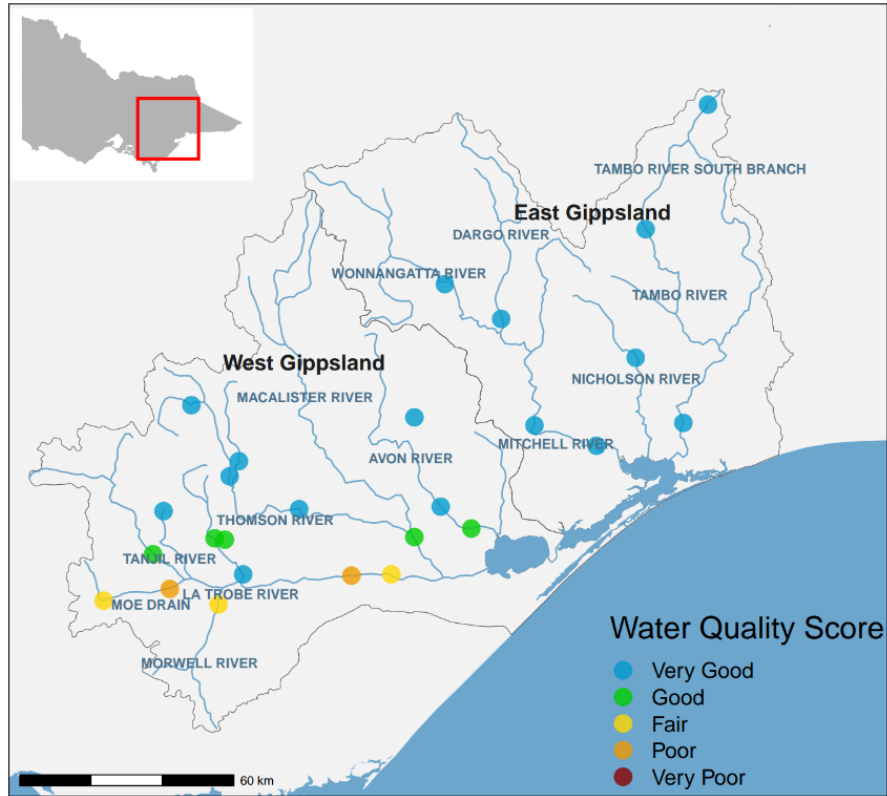 TAMBO RIVER SOUTH BRANCH
East Gippsland
DARGO RIVER
WONNANGATTA RIVER
TAMBO RIVER
West Gippsland
NICHOLSON RIVER
MACALISTER RIVER
MITCHELL RIVER
AVON RIVER
THOMSON RIVER
TANJIL RIVER
LA TROBE RIVER
MOE DRAIN
MORWELL RIVER
Water Quality Score
Very Good
Good
Fair
Poor
Very Poor
60 km